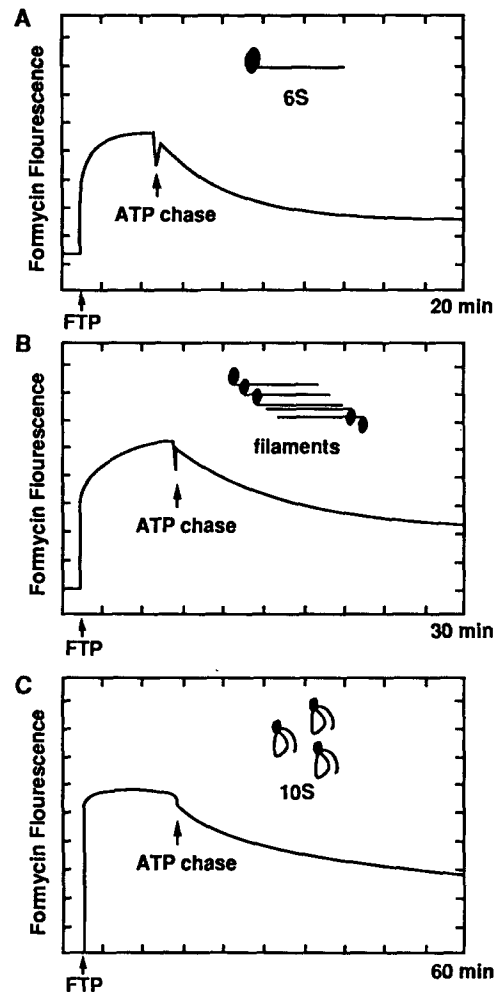 A
Formycin Flourescence
6S
ATP chase
FTP
20 min
B
Formycin Flourescence
filaments
ATP chase
FTP
30 min
C
Formycin Flourescence
10S
ATP chase
FTP
60 min